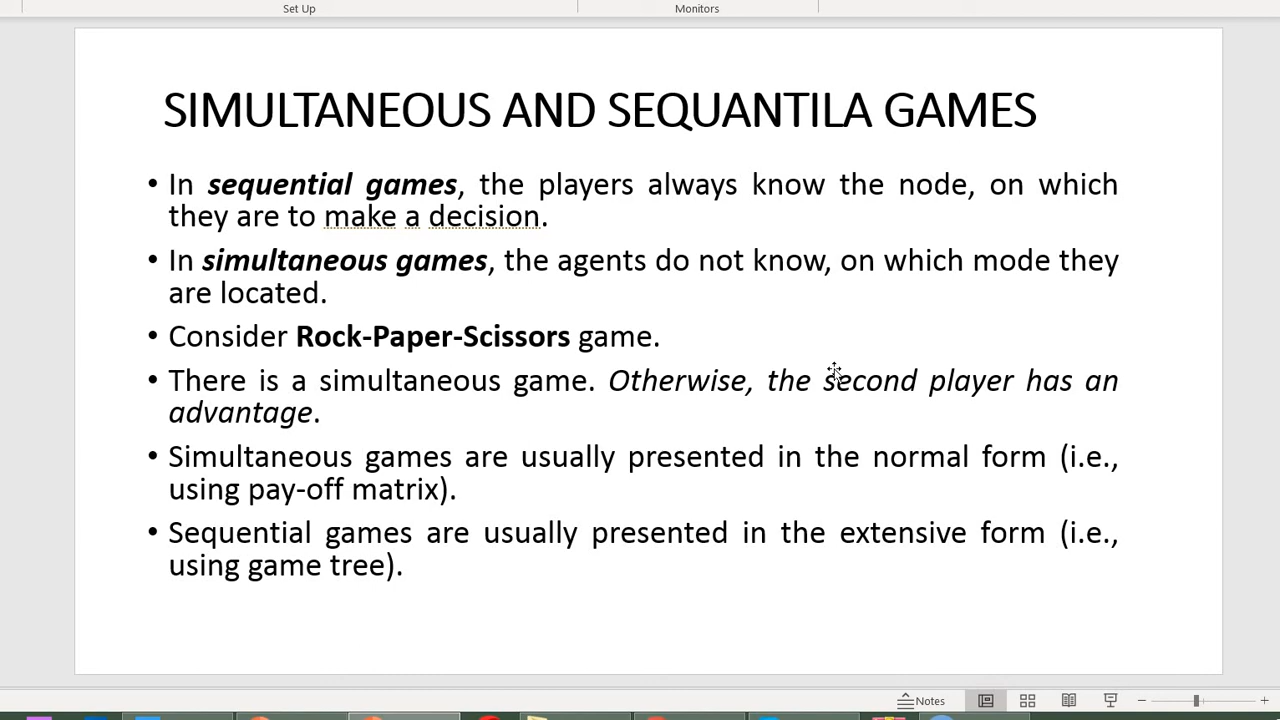 Set Up
Monitors
SIMULTANEOUS AND SEQUANTILA GAMES
• In sequential games, the players always know the node, on which
they are to make a decision.
• In simultaneous games, the agents do not know, on which mode they
are located.
• Consider Rock-Paper-Scissors game.
• There is a simultaneous game. Otherwise, the second player has an
advantage.
• Simultaneous games are usually presented in the normal form (i.e.,
using pay-off matrix).
• Sequential games are usually presented in the extensive form (i.e.,
using game tree).
Notes